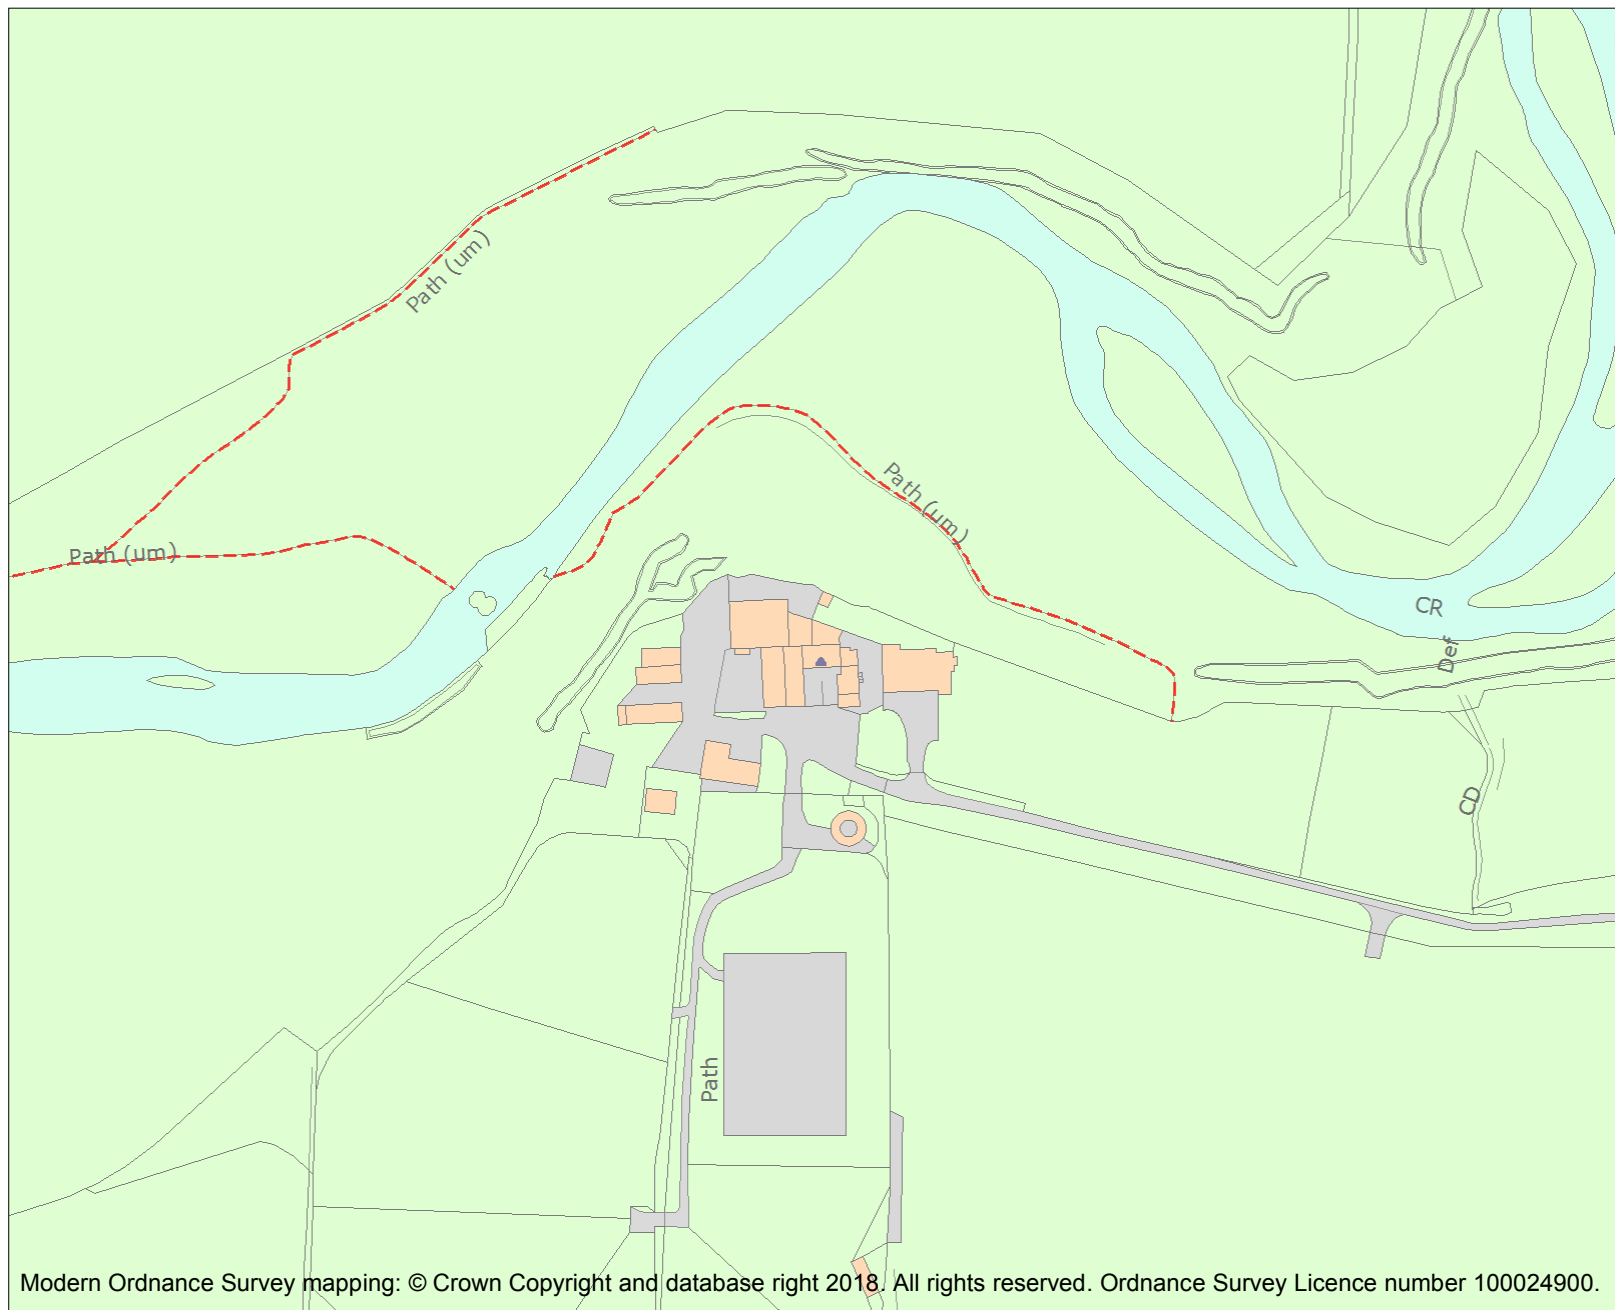 Path (um)
Path (um)
Path (um)
CR
Def
CD
Path
Modern Ordnance Survey mapping: © Crown Copyright and database right 2018. All rights reserved. Ordnance Survey Licence number 100024900.